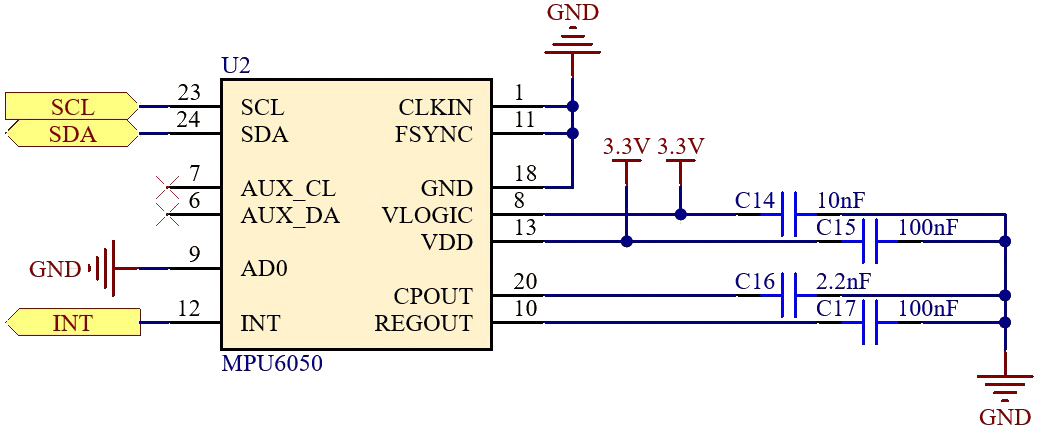 GND
U2
SCL 23 SCL CLKIN 1
SDA 24 SDA FSYNC 11
3.3V 3.3V
7 AUX_CL GND 18
6 AUX_DA VLOGIC 8 C14 10nF
VDD 13 C15 100nF
GND 9 AD0
CPOUT 20 C16 2.2nF
INT 12 INT REGOUT 10 C17 100nF
MPU6050
GND